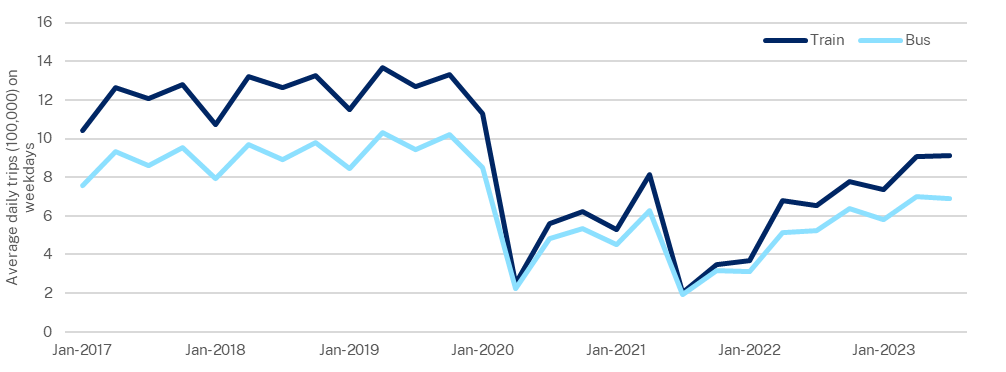 16
14
12
10
8
6
4
2
0
Average daily trips (100,000) on
weekdays
Train
Bus
Jan-2017
Jan-2018
Jan-2019
Jan-2020
Jan-2021
Jan-2022
Jan-2023